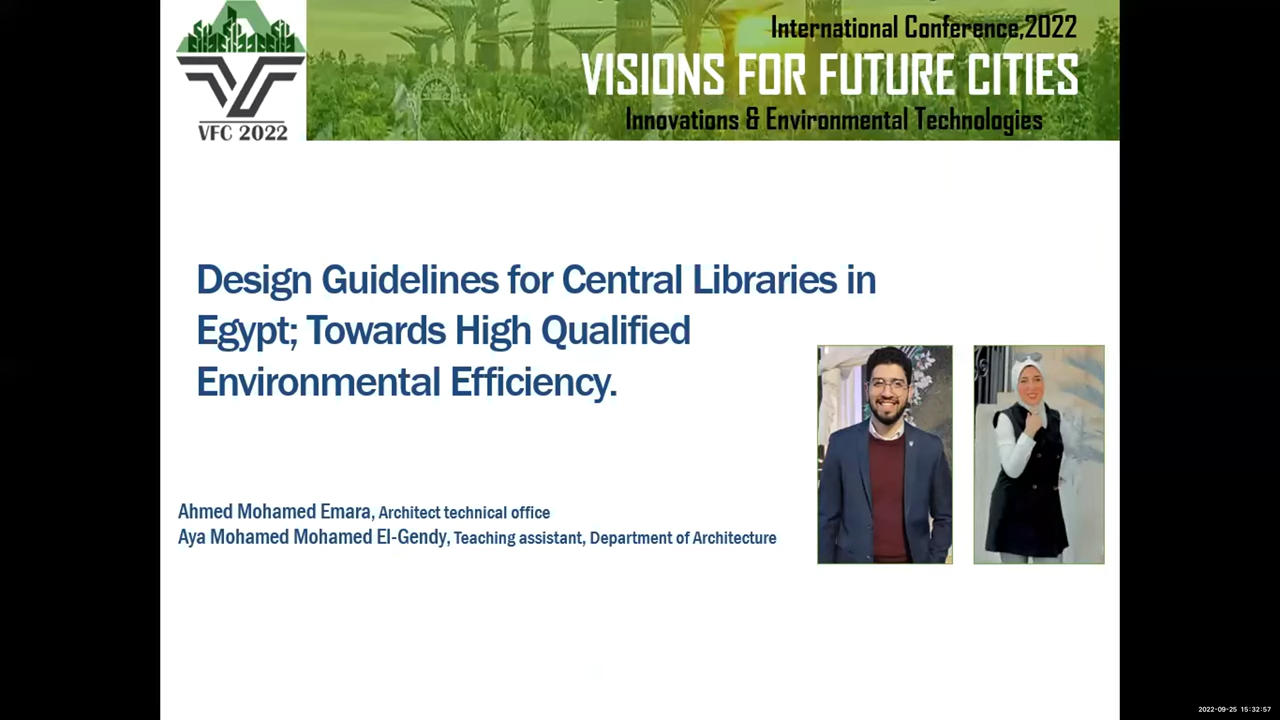 International Conference,2022
VISIONS FOR FUTURE CITIES
Innovations & Environmental Technologies
VFC 2022
Design Guidelines for Central Libraries in
Egypt; Towards High Qualified
Environmental Efficiency.
Ahmed Mohamed Emara, Architect technical office
Aya Mohamed Mohamed El-Gendy, Teaching assistant, Department of Architecture
2022-09-25 15:32:57